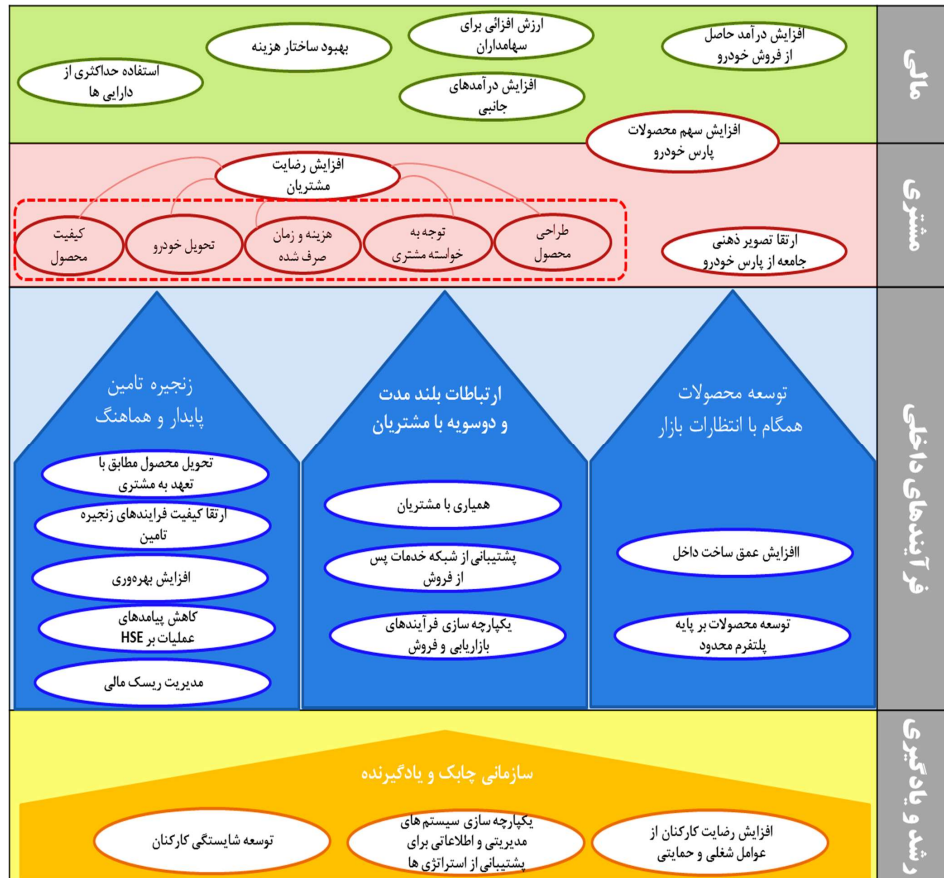 مالی
افزایش درآمد حاصل
از فروش خودرو
ارزش افزائی برای
سهامداران
بهبود ساختار هزینه
استفاده حداکثری از
دارایی ها
افزایش درآمدهای
جانبی
افزایش سهم محصولات
پارس خودرو
مشتری
افزایش رضایت
مشتریان
طراحی
محصول
توجه به
خواسته مشتری
هزینه و زمان
صرف شده
تحویل خودرو
کیفیت
محصول
ارتقا تصویر ذهنی
جامعه از پارس خودرو
فرآیندهای داخلی
توسعه محصولات
همگام با انتظارات بازار
اافزایش عمق ساخت داخل
توسعه محصولات بر پایه
پلتفرم محدود
ارتباطات بلند مدت
و دوسویه با مشتریان
همیاری با مشتریان
پشتیبانی از شبکه خدمات پس
از فروش
یکپارچه سازی فرآیندهای
بازاریابی و فروش
زنجیره تامین
پایدار و هماهنگ
تحویل محصول مطابق با
تعهد به مشتری
ارتقا کیفیت فرایندهای زنجیره
تامین
افزایش بهره‌وری
کاهش پیامدهای
عملیات بر HSE
مدیریت ریسک مالی
رشد و یادگیری
سازمانی چابک و یادگیرنده
افزایش رضایت کارکنان از
عوامل شغلی و حمایتی
یکپارچه سازی سیستم های
مدیریتی و اطلاعاتی برای
پشتیبانی از استراتژی ها
توسعه شایستگی کارکنان